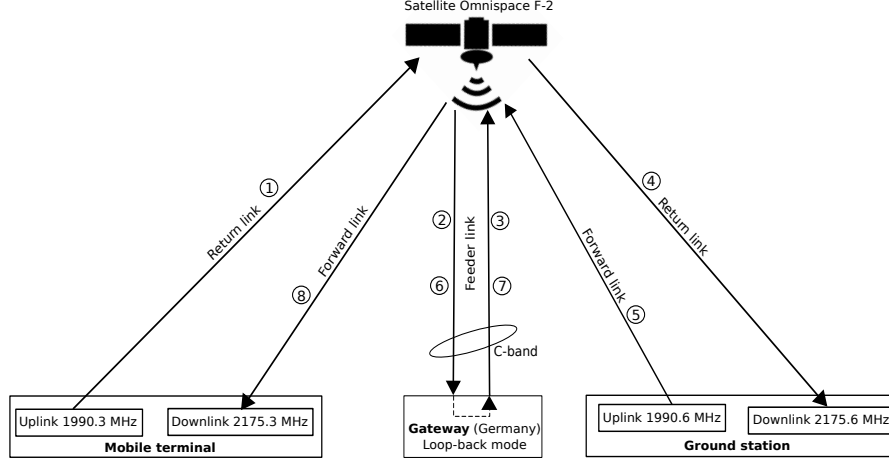 Satellite Omnispace F-2
①
④
Return link
Return link
②
③
Forward link
Feeder link
Forward link
⑧
⑥
⑦
⑤
C-band
Uplink 1990.3 MHz
Downlink 2175.3 MHz
Mobile terminal
Gateway (Germany)
Loop-back mode
Uplink 1990.6 MHz
Downlink 2175.6 MHz
Ground station